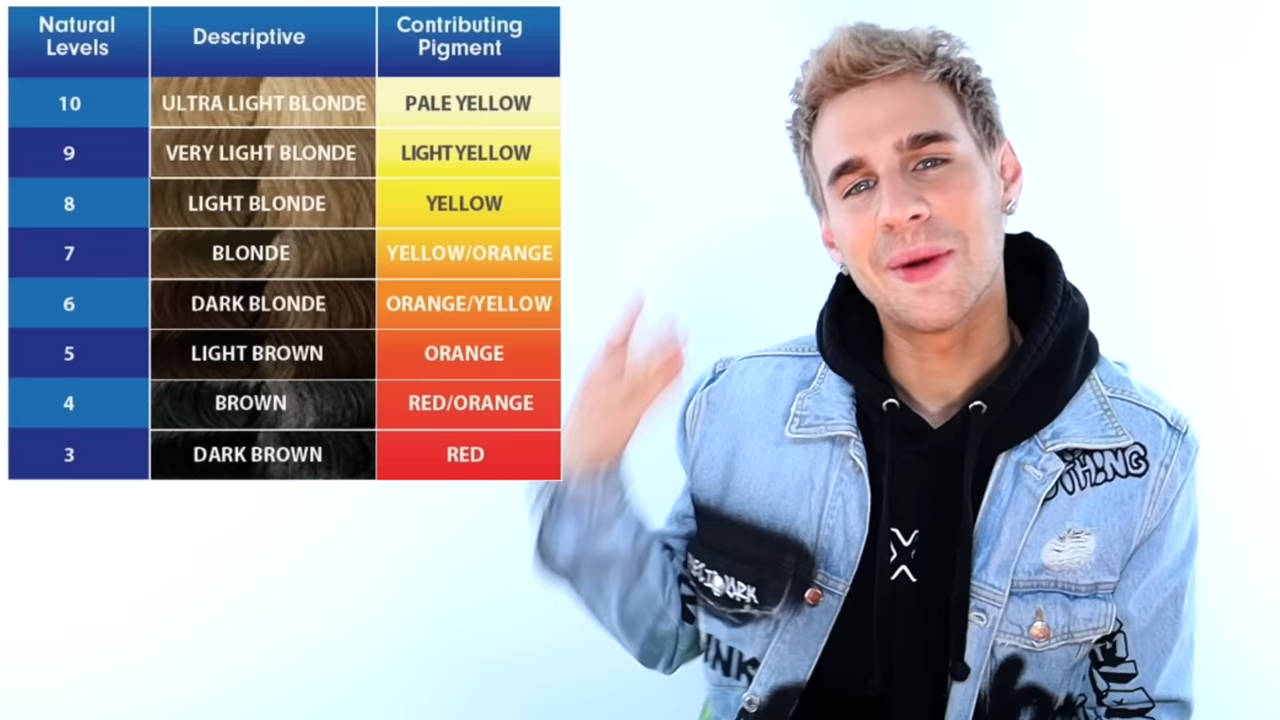 Natural Levels
Descriptive
Contributing Pigment
10 ULTRA LIGHT BLONDE PALE YELLOW
9 VERY LIGHT BLONDE LIGHT YELLOW
8 LIGHT BLONDE YELLOW
7 BLONDE YELLOW/ORANGE
6 DARK BLONDE ORANGE/YELLOW
5 LIGHT BROWN ORANGE
4 BROWN RED/ORANGE
3 DARK BROWN RED